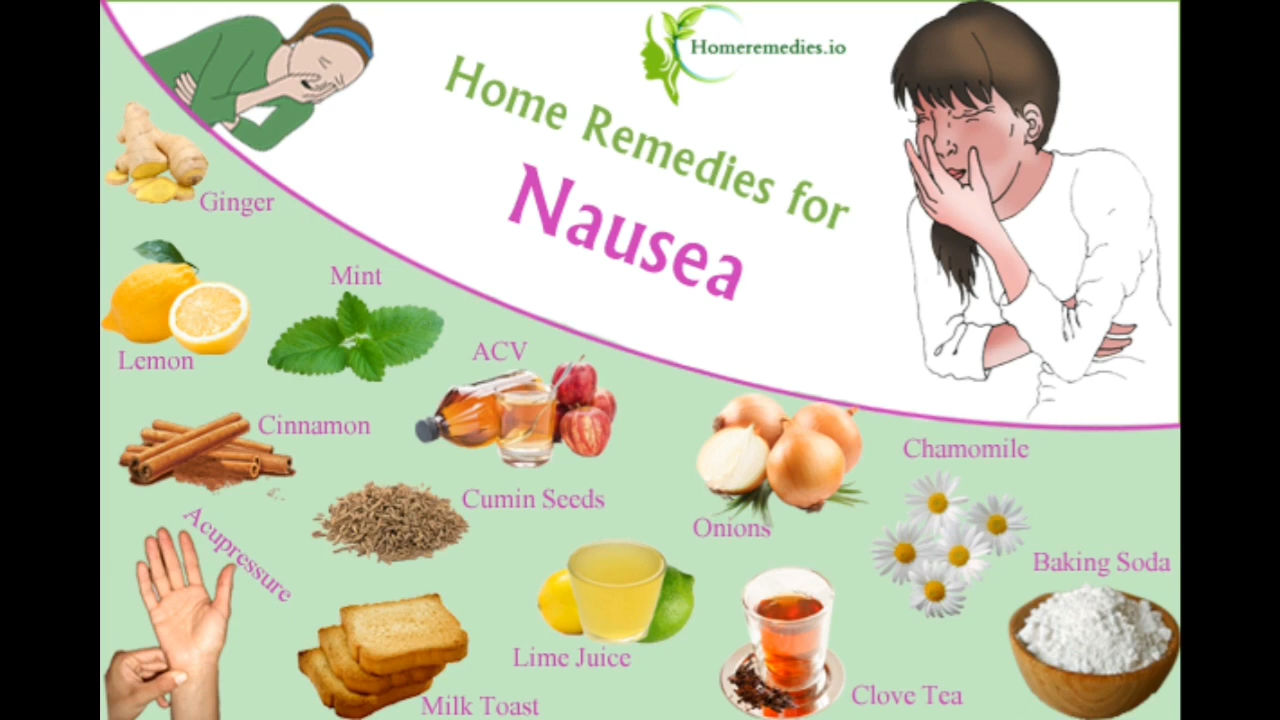 Homeremedies.io
Home Remedies for
Nausea
Ginger
Lemon
Mint
ACV
Cinnamon
Cumin Seeds
Onions
Chamomile
Acupressure
Baking Soda
Lime Juice
Milk Toast
Clove Tea